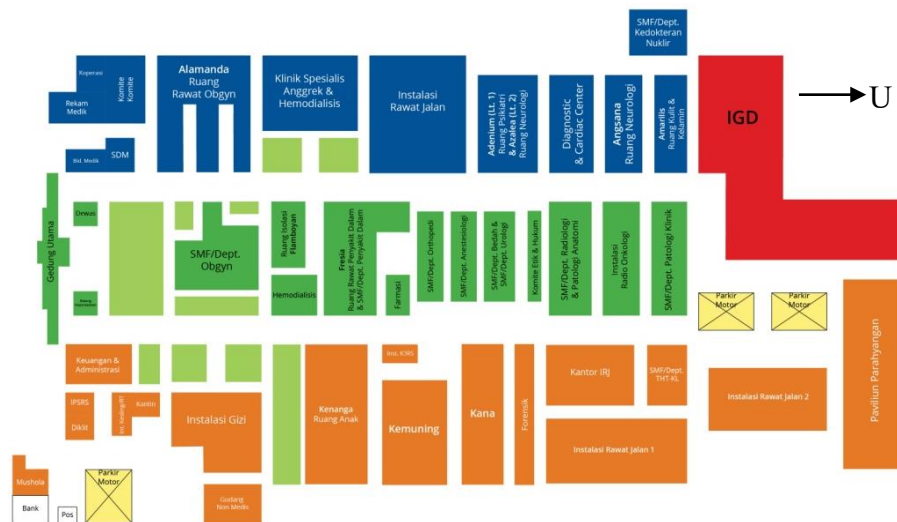 SMF/Dept.
Kedokteran
Nuklir
U
Koperasi
Rekam
Medik
Komite
Komite
Alamanda
Ruang
Rawat Obgyn
Klinik Spesialis
Anggrek &
Hemodialisis
Instalasi
Rawat Jalan
Adenium (Lt. 1)
Ruang Psikiatri
& Azalea (Lt. 2)
Ruang Neurologi
Diagnostic
& Cardiac Center
Angsana
Ruang Neurologi
Amarilis
Ruang Kulit &
Kelamin
IGD
Bid. Medik
SDM
Gedung Utama
Dewas
SMF/Dept.
Obgyn
Ruang Isolasi
Flamboyan
Hemodialisis
Fresia
Ruang Rawat Penyakit Dalam
& SMF/Dept. Penyakit Dalam
Farmasi
SMF/Dept. Orthopedi
SMF/Dept. Anestesiologi
SMF/Dept. Bedah &
SMF/Dept. Urologi
Komite Etik & Hukum
SMF/Dept. Radiologi
& Patologi Anatomi
Instalasi
Radio Onkologi
SMF/Dept. Patologi Klinik
Parkir
Motor
Parkir
Motor
Paviliun Parahyangan
Keuangan &
Administrasi
IPSRS
Diklit
Kantin
Instalasi Gizi
Kenanga
Ruang Anak
Kemuning
Kana
Forensik
Kantor IRJ
SMF/Dept.
THT-KL
Instalasi Rawat Jalan 2
Instalasi Rawat Jalan 1
Mushola
Bank
Pos
Parkir
Motor
Gudang
Non Medis